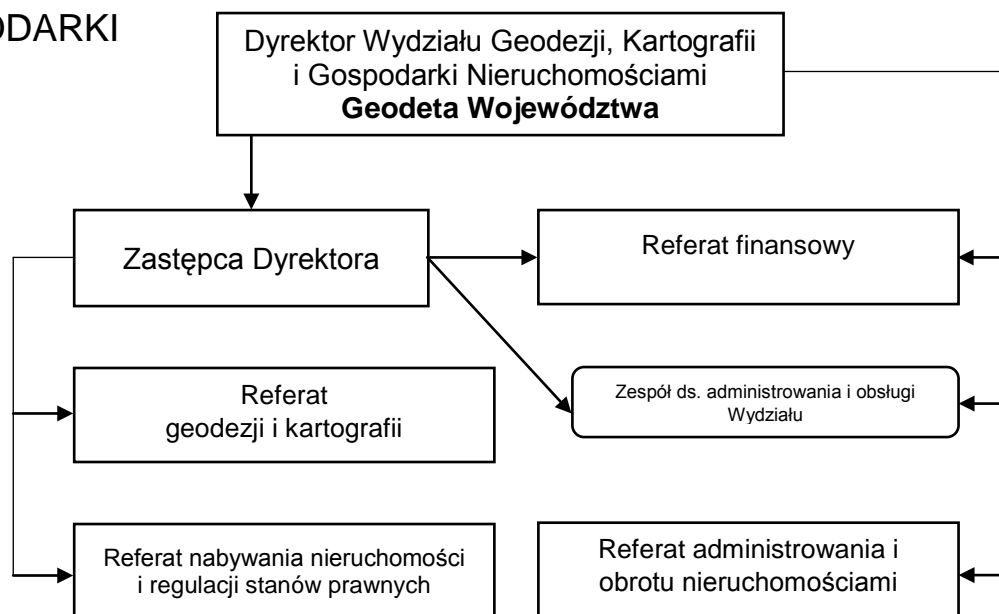 Dyrektor Wydziału Geodezji, Kartografii
i Gospodarki Nieruchomościami
Geodeta Województwa
Zastępca Dyrektora
Referat finansowy
Referat
geodezji i kartografii
Zespół ds. administrowania i obsługi
Wydziału
Referat nabywania nieruchomości
i regulacji stanów prawnych
Referat administrowania i
obrotu nieruchomościami